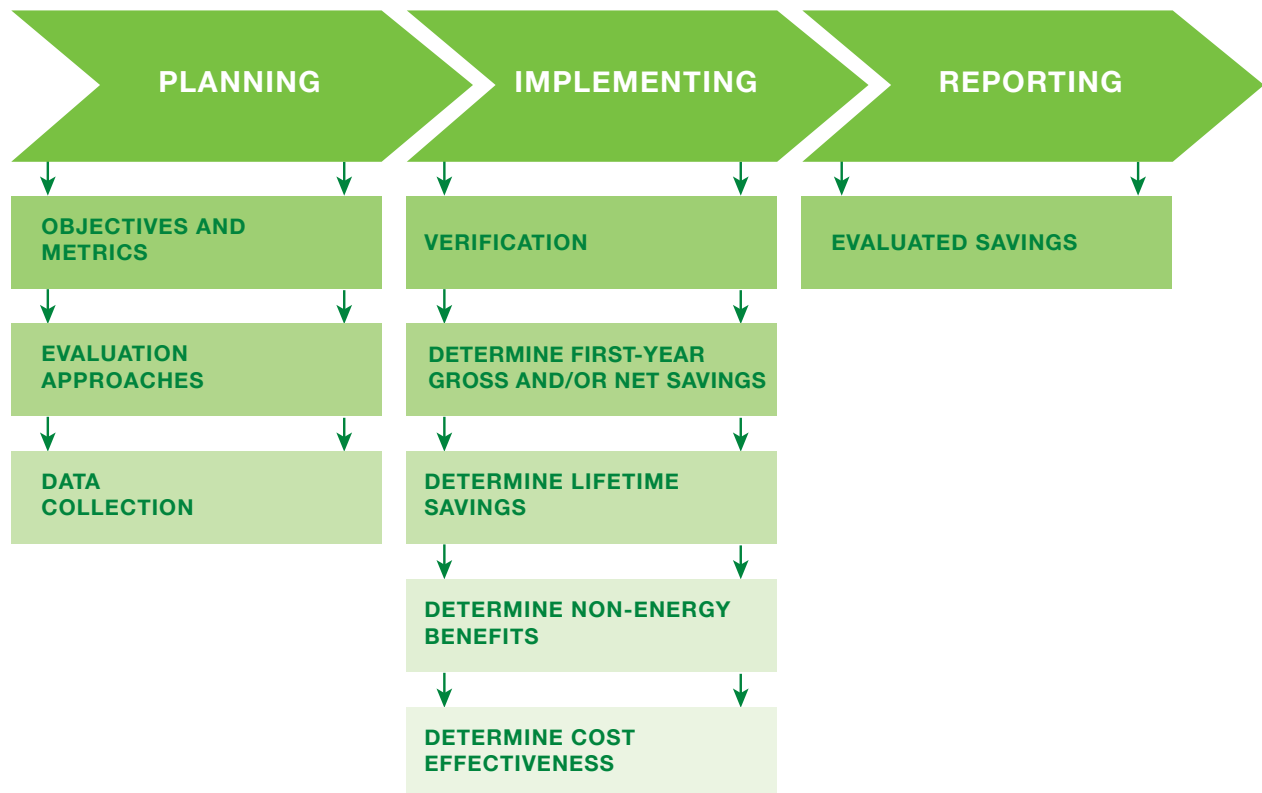 PLANNING
IMPLEMENTING
REPORTING
OBJECTIVES AND
METRICS
EVALUATION
APPROACHES
DATA
COLLECTION
VERIFICATION
DETERMINE FIRST-YEAR
GROSS AND/OR NET SAVINGS
DETERMINE LIFETIME
SAVINGS
DETERMINE NON-ENERGY
BENEFITS
DETERMINE COST
EFFECTIVENESS
EVALUATED SAVINGS